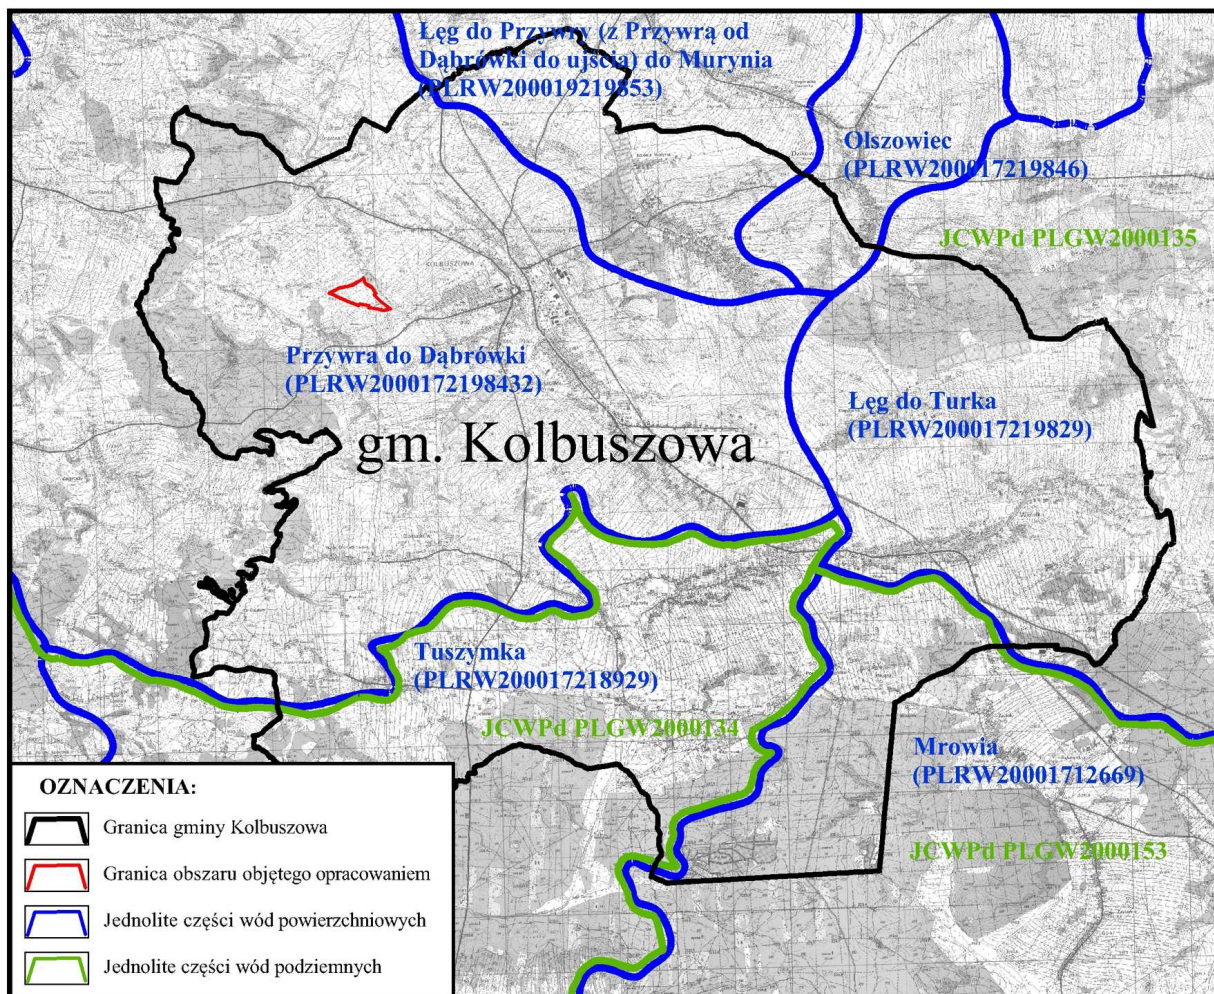 Łęg do Przywry (z Przywrą od
Dąbrówki do ujścia) do Murynia
(PLRW200019219853)
Olszowiec
(PLRW200017219846)
JCWPd PLGW2000135
KOLBUSZOWA
Przywra do Dąbrówki
(PLRW2000172198432)
Łęg do Turka
(PLRW200017219829)
gm. Kolbuszowa
Tuszymka
(PLRW200017218929)
JCWPd PLGW2000134
Mrowia
(PLRW20001712669)
JCWPd PLGW2000153
OZNACZENIA:
Granica gminy Kolbuszowa
Granica obszaru objętego opracowaniem
Jednolite części wód powierzchniowych
Jednolite części wód podziemnych